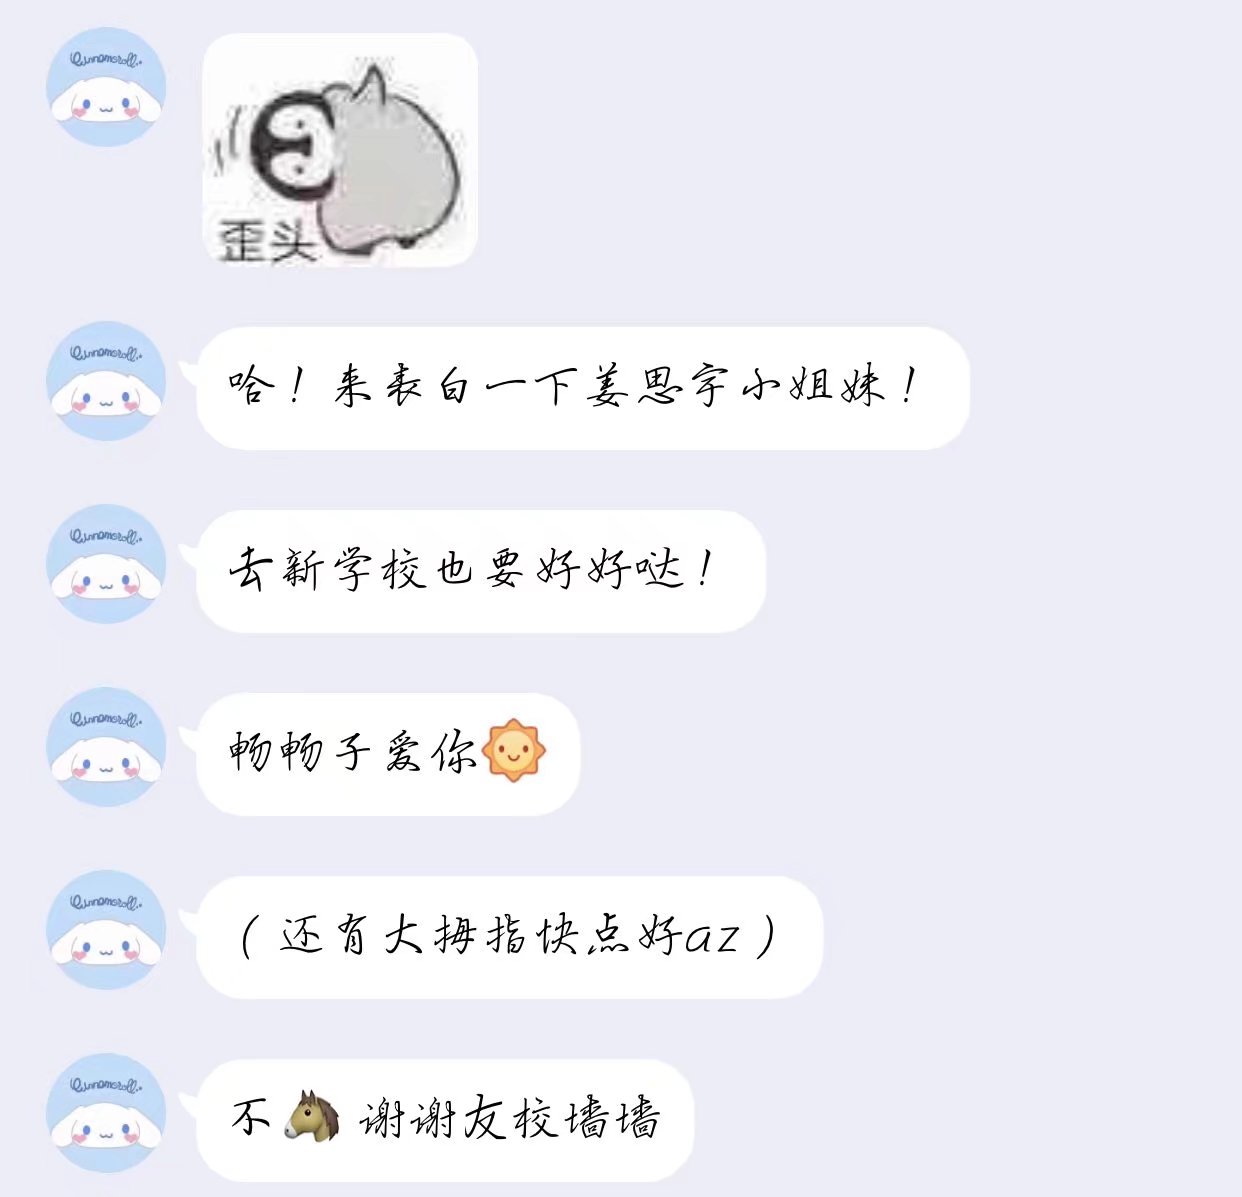 Cinnamoroll
歪头
Cinnamoroll
哈！来表白一下姜思宇小姐妹！
Cinnamoroll
去新学校也要好好哒！
Cinnamoroll
畅畅子爱你
Cinnamoroll
（还有大拇指快点好az）
Cinnamoroll
不🐴 谢谢友校墙墙